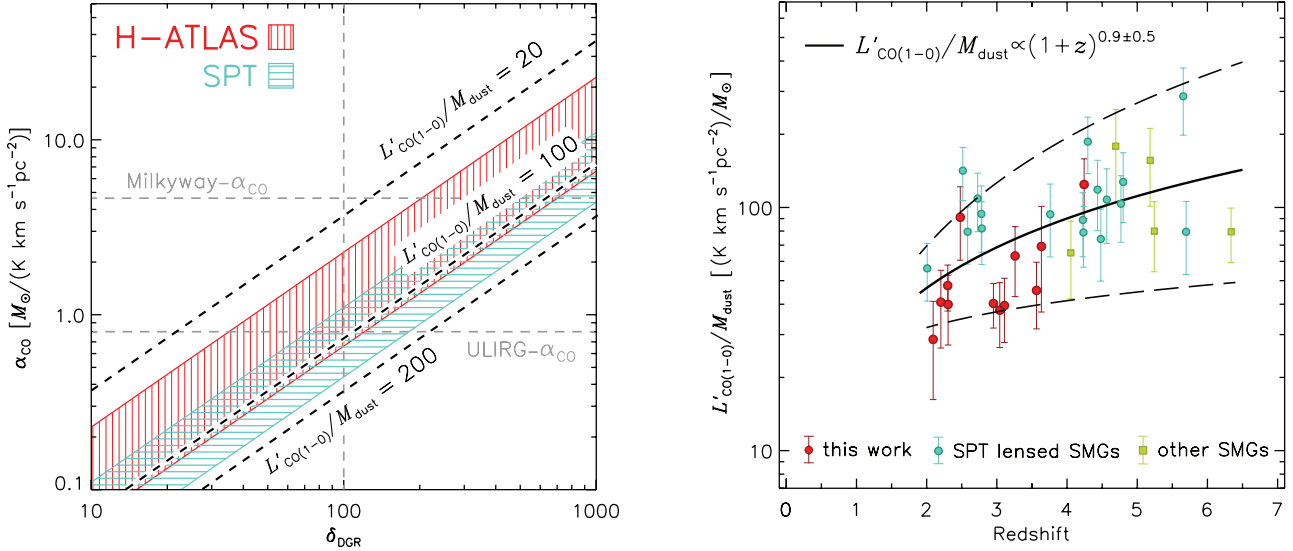 H−ATLAS
SPT
L′CO(1−0)/Mdust = 20
L′CO(1−0)/Mdust = 100
L′CO(1−0)/Mdust = 200
Milkyway−αCO
ULIRG−αCO
αCO [M⊙/(K km s−1pc−2)]
10.0
1.0
0.1
10
100
1000
δDGR
L′CO(1−0)/Mdust∝(1+z)0.9±0.5
L′CO(1−0)/Mdust [(K km s−1pc−2)/M⊙]
100
10
this work
SPT lensed SMGs
other SMGs
0 1 2 3 4 5 6 7
Redshift